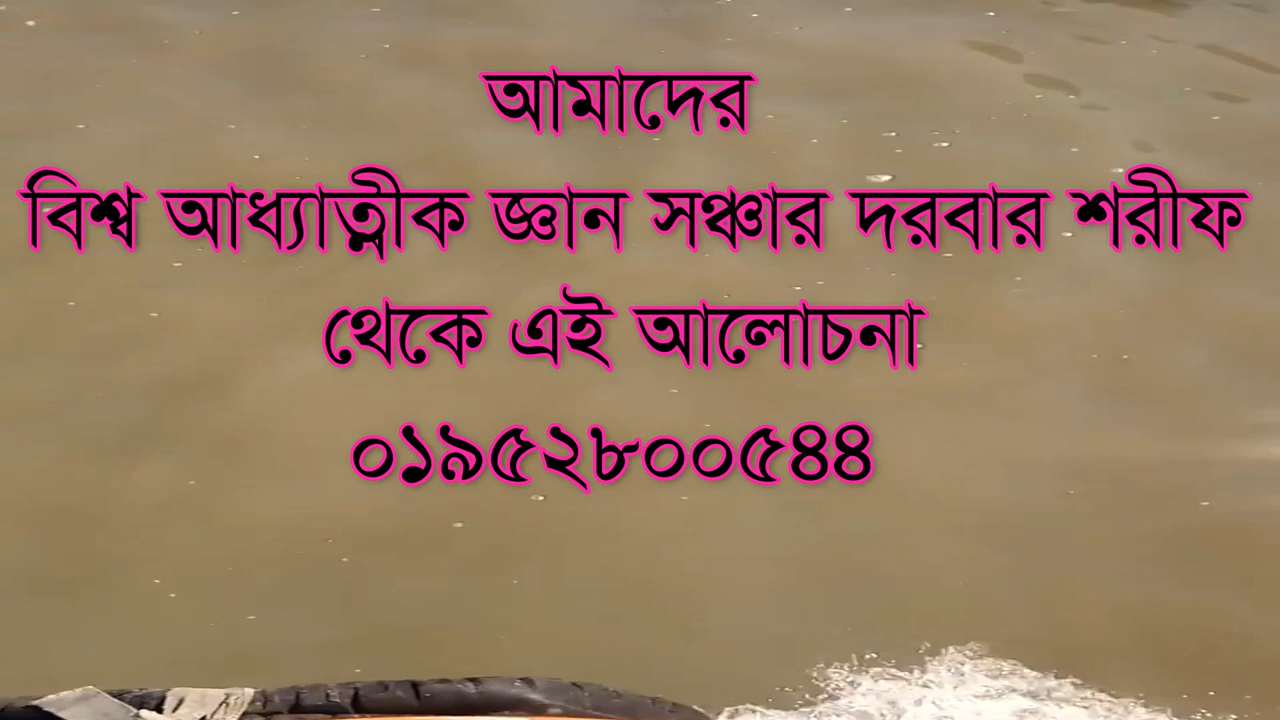 আমাদের
বিশ্ব আধ্যাত্নীক জ্ঞান সঞ্চার দরবার শরীফ
থেকে এই আলোচনা
০১৯৫২৮০০৫৪৪